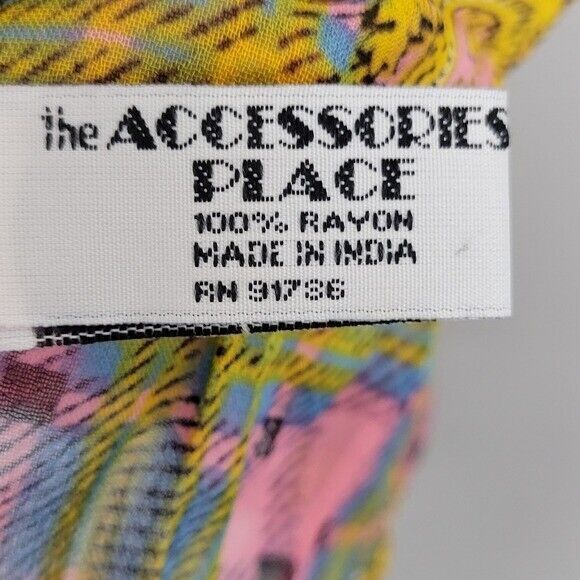 the ACCESSORIES
PLACE
100% RAYON
MADE IN INDIA
RN 91786